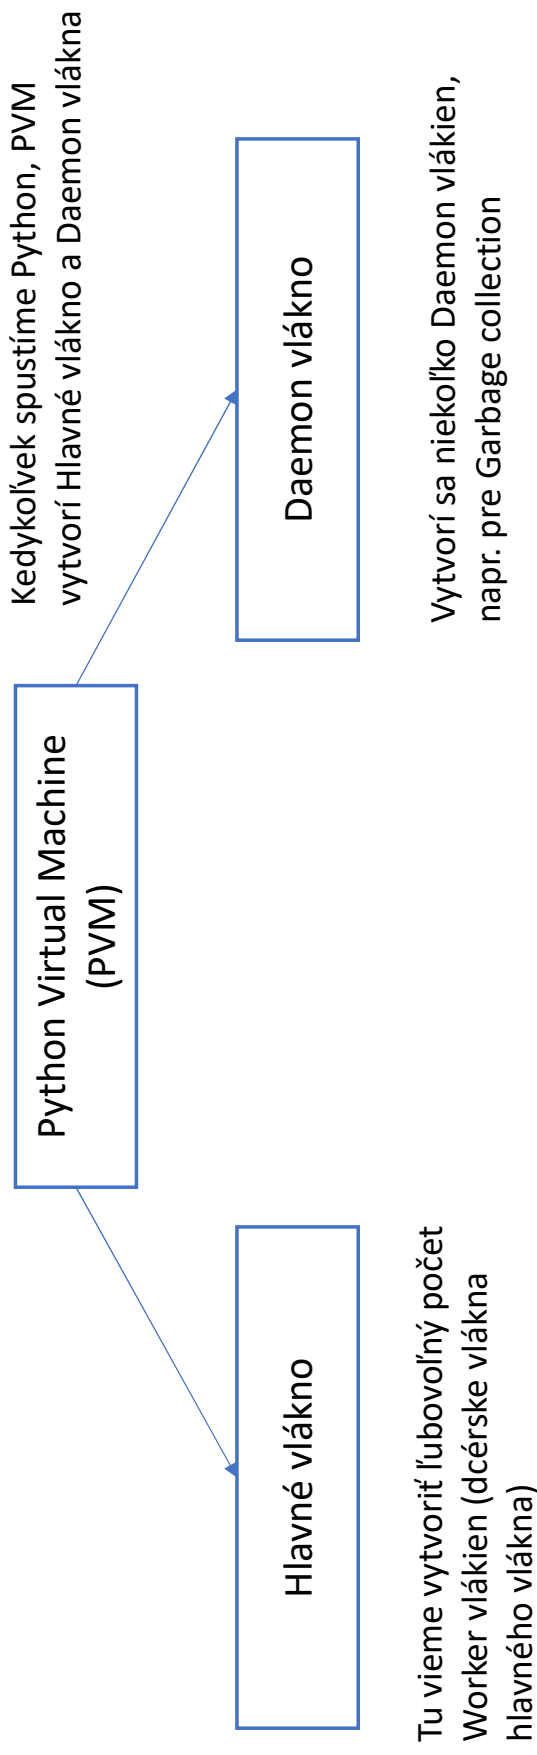 Kedykoľvek spustíme Python, PVM
vytvorí Hlavné vlákno a Daemon vlákna
Python Virtual Machine
(PVM)
Hlavné vlákno
Daemon vlákno
Tu vieme vytvoriť ľubovoľný počet
Worker vlákien (dcérske vlákna
hlavného vlákna)
Vytvorí sa niekoľko Daemon vlákien,
napr. pre Garbage collection